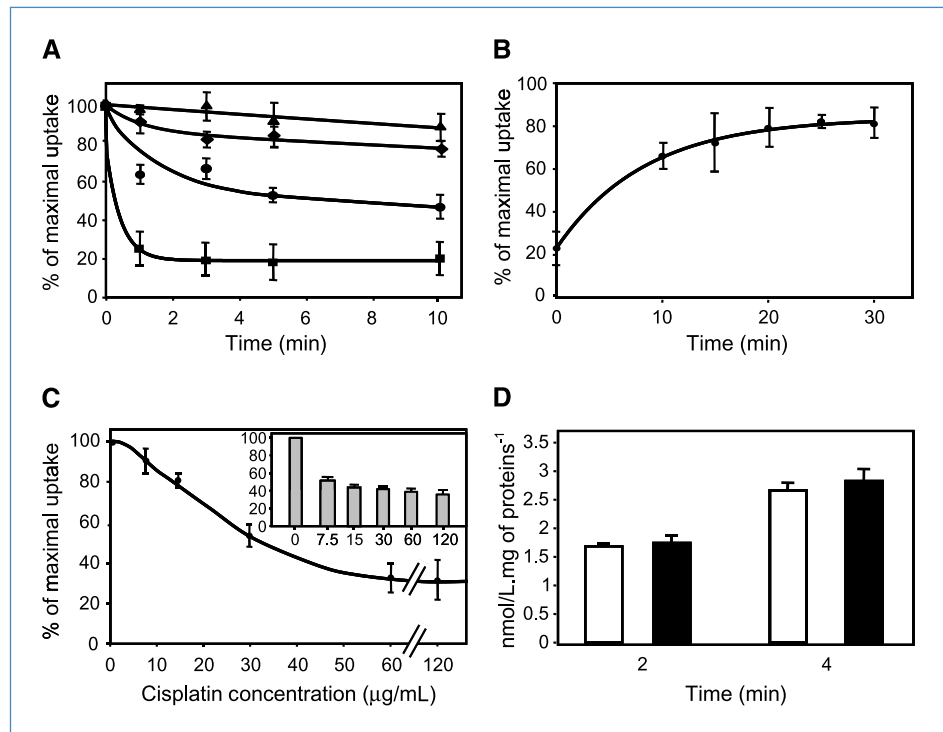 A
% of maximal uptake
100
80
60
40
20
0
0 2 4 6 8 10
Time (min)
B
% of maximal uptake
100
80
60
40
20
0
0 10 20 30
Time (min)
C
% of maximal uptake
100
80
60
40
20
0
0 10 20 30 40 50 60 120
Cisplatin concentration (μg/mL)
100
80
60
40
20
0
0 7.5 15 30 60 120
D
nmol/L.mg of proteins⁻¹
3.5
3
2.5
2
1.5
1
0.5
0
2 4
Time (min)